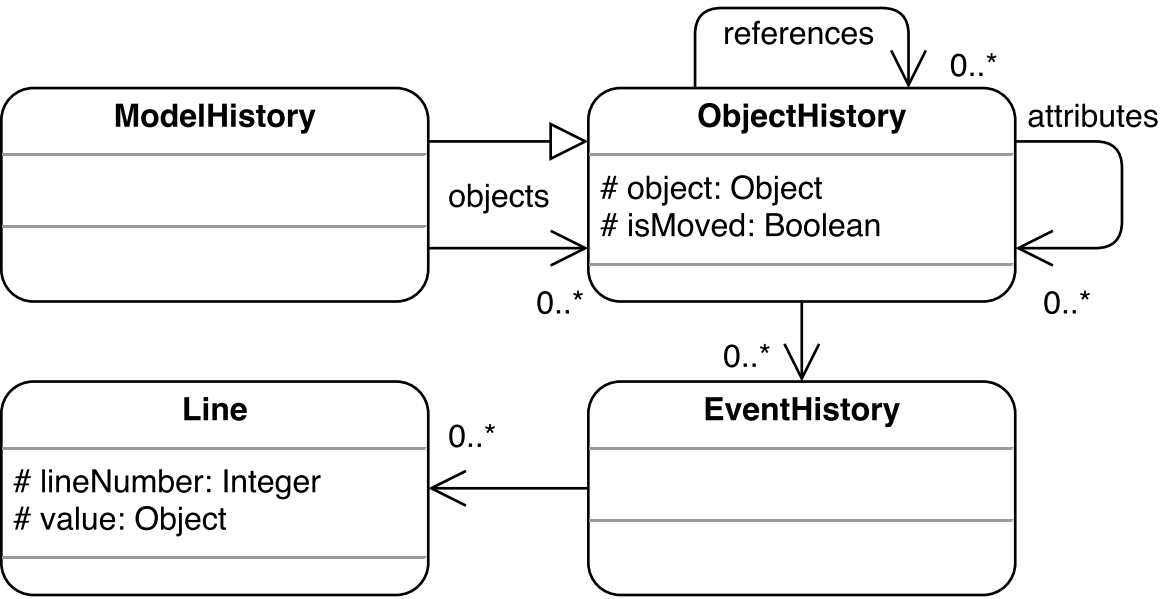 references
0..*
ModelHistory
ObjectHistory
attributes
# object: Object
# isMoved: Boolean
objects
0..*
0..*
0..*
Line
EventHistory
0..*
# lineNumber: Integer
# value: Object